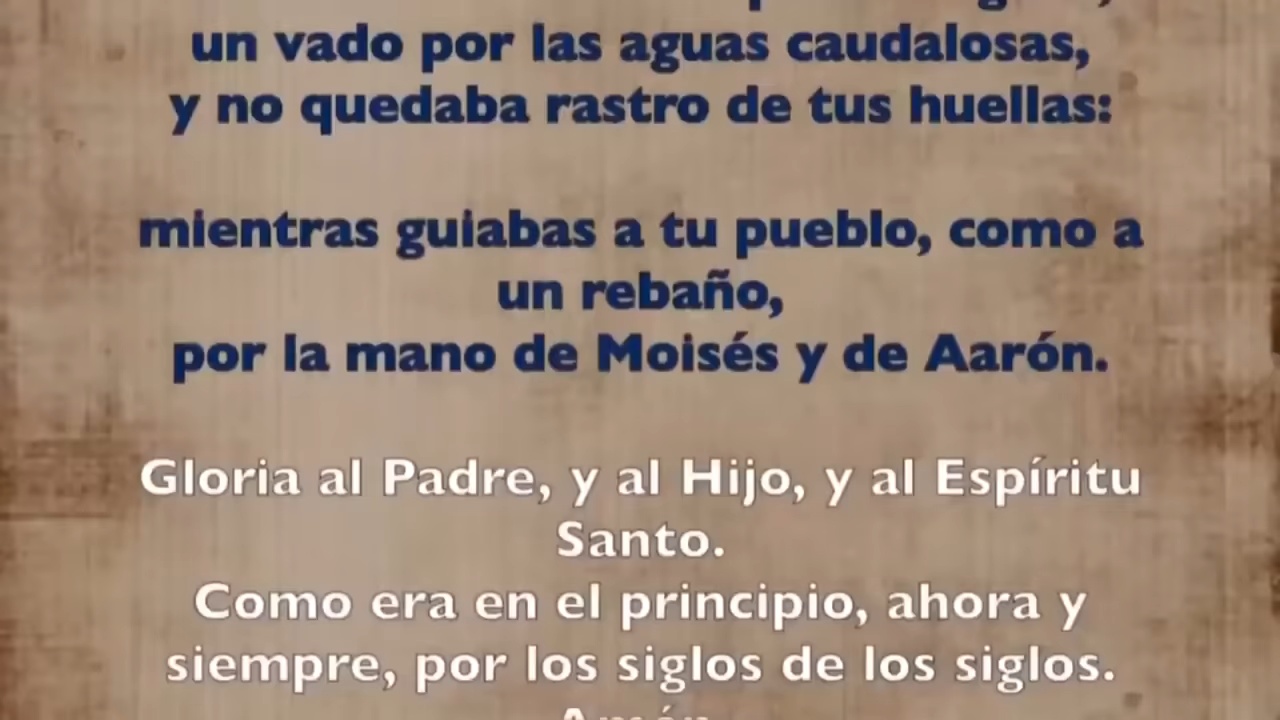 un vado por las aguas caudalosas,
y no quedaba rastro de tus huellas:
mientras guiabas a tu pueblo, como a
un rebaño,
por la mano de Moisés y de Aarón.
Gloria al Padre, y al Hijo, y al Espíritu
Santo.
Como era en el principio, ahora y
siempre, por los siglos de los siglos.